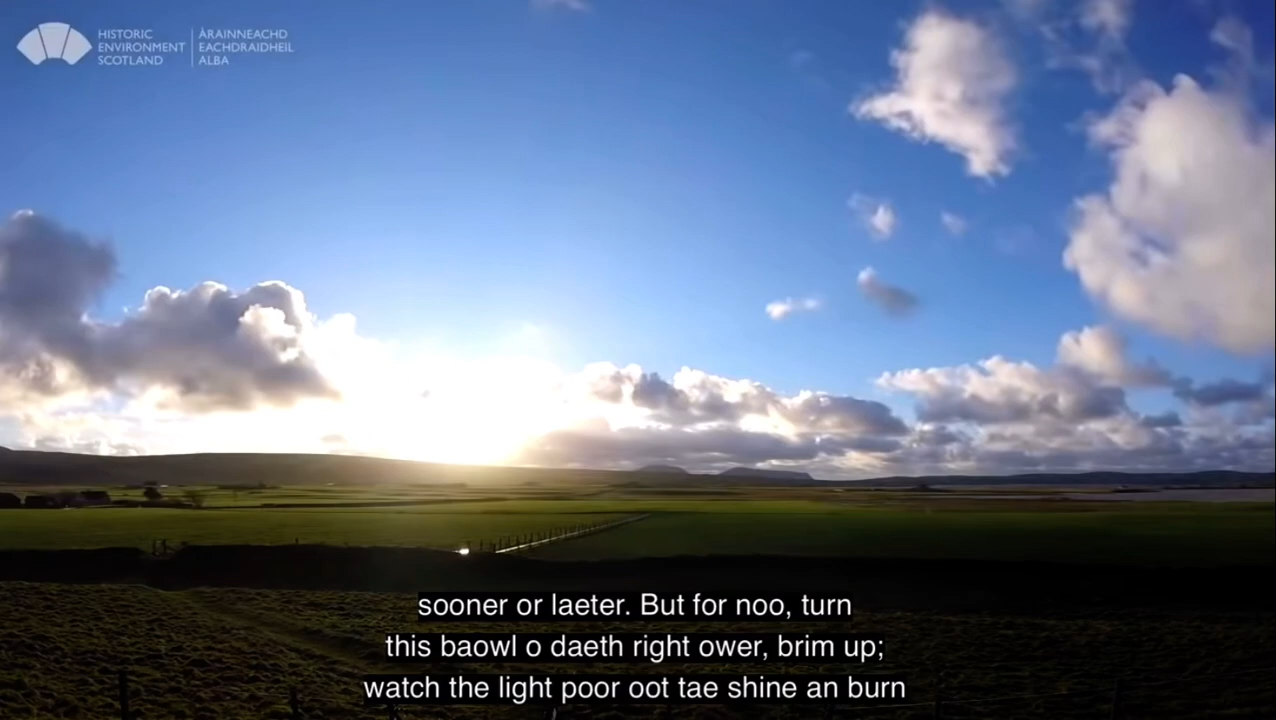 HISTORIC
ENVIRONMENT
SCOTLAND
ÀRAINNEACHD
EACHDRAIDHEIL
ALBA
sooner or laeter. But for noo, turn
this baowl o daeth right ower, brim up;
watch the light poor oot tae shine an burn